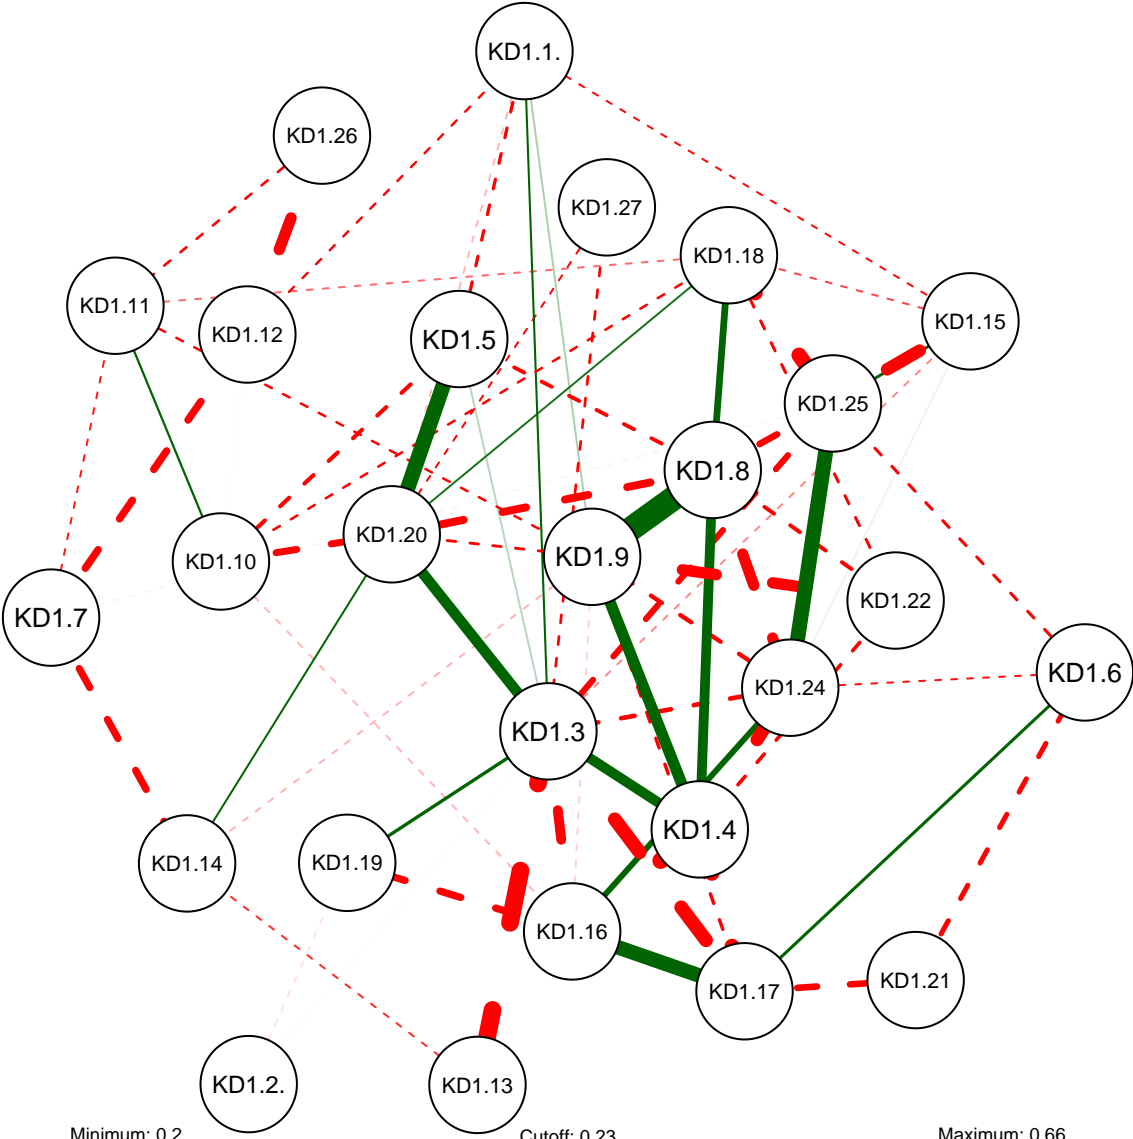 KD1.1.
KD1.26
KD1.27
KD1.18
KD1.11
KD1.12
KD1.15
KD1.5
KD1.25
KD1.8
KD1.20
KD1.9
KD1.10
KD1.22
KD1.7
KD1.24
KD1.6
KD1.3
KD1.4
KD1.14
KD1.19
KD1.16
KD1.17
KD1.21
KD1.2.
KD1.13
Minimum: 0.2
Cutoff: 0.23
Maximum: 0.66